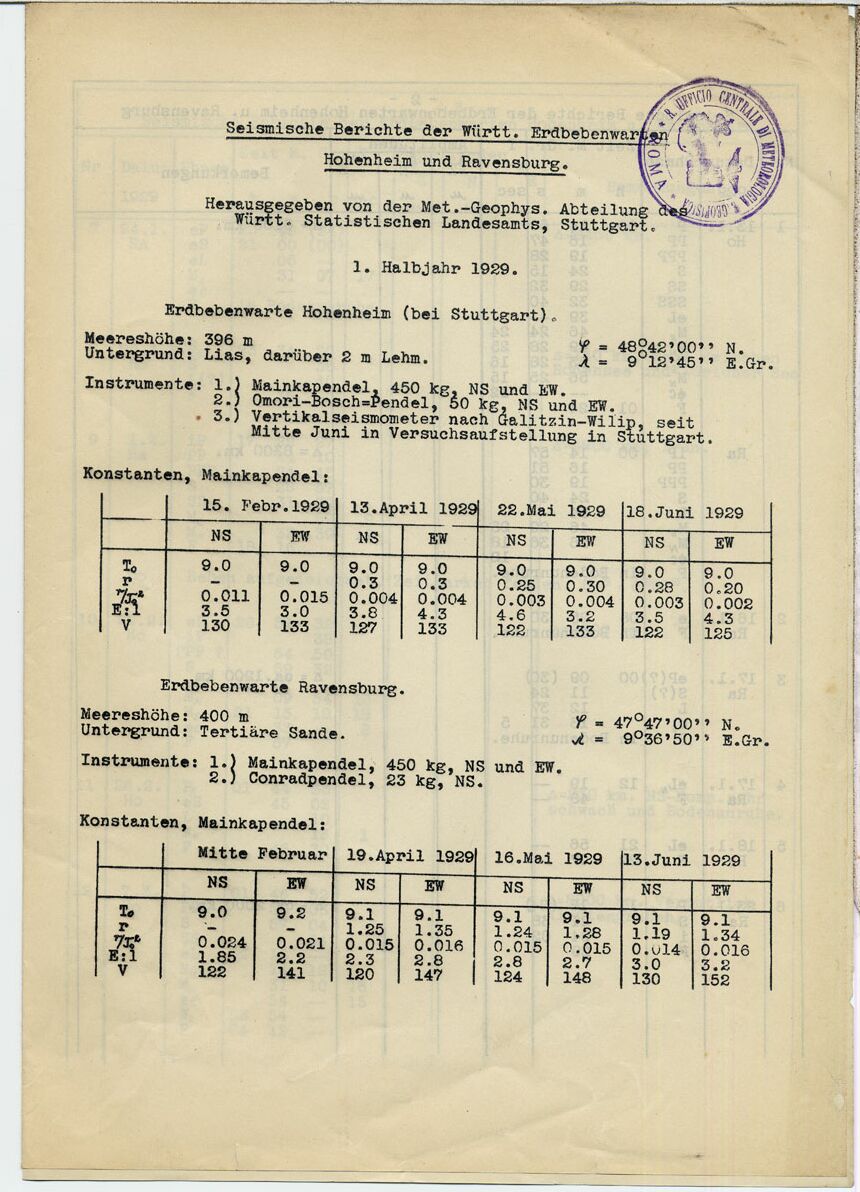 Seismische Berichte der Württ. Erdbebenwarten
Hohenheim und Ravensburg.
R. UFFICIO CENTRALE DI METEOROLOGIA E GEOFISICA * ROMA *
Herausgegeben von der Met.-Geophys. Abteilung des
Württ. Statistischen Landesamts, Stuttgart.
1. Halbjahr 1929.
Erdbebenwarte Hohenheim (bei Stuttgart).
Meereshöhe: 396 m φ = 48°42'00'' N.
Untergrund: Lias, darüber 2 m Lehm. λ = 9°12'45'' E.Gr.
Instrumente: 1.) Mainkapendel, 450 kg, NS und EW.
2.) Omori-Bosch=Pendel, 50 kg, NS und EW.
3.) Vertikalseismometer nach Galitzin-Wilip, seit
Mitte Juni in Versuchsaufstellung in Stuttgart.
Konstanten, Mainkapendel:
15. Febr.1929 13.April 1929 22.Mai 1929 18.Juni 1929
NS EW NS EW NS EW NS EW
T₀ 9.0 9.0 9.0 9.0 9.0 9.0 9.0 9.0
r - - 0.3 0.3 0.25 0.30 0.28 0.20
r/T₀² 0.011 0.015 0.004 0.004 0.003 0.004 0.003 0.002
E:1 3.5 3.0 3.8 4.3 4.6 3.2 3.5 4.3
V 130 133 127 133 122 133 122 125
Erdbebenwarte Ravensburg.
Meereshöhe: 400 m φ = 47°47'00'' N.
Untergrund: Tertiäre Sande. λ = 9°36'50'' E.Gr.
Instrumente: 1.) Mainkapendel, 450 kg, NS und EW.
2.) Conradpendel, 23 kg, NS.
Konstanten, Mainkapendel:
Mitte Februar 19.April 1929 16.Mai 1929 13.Juni 1929
NS EW NS EW NS EW NS EW
T₀ 9.0 9.2 9.1 9.1 9.1 9.1 9.1 9.1
r - - 1.25 1.35 1.24 1.28 1.19 1.34
r/T₀² 0.024 0.021 0.015 0.016 0.015 0.015 0.014 0.016
E:1 1.85 2.2 2.3 2.8 2.8 2.7 3.0 3.2
V 122 141 120 147 124 148 130 152